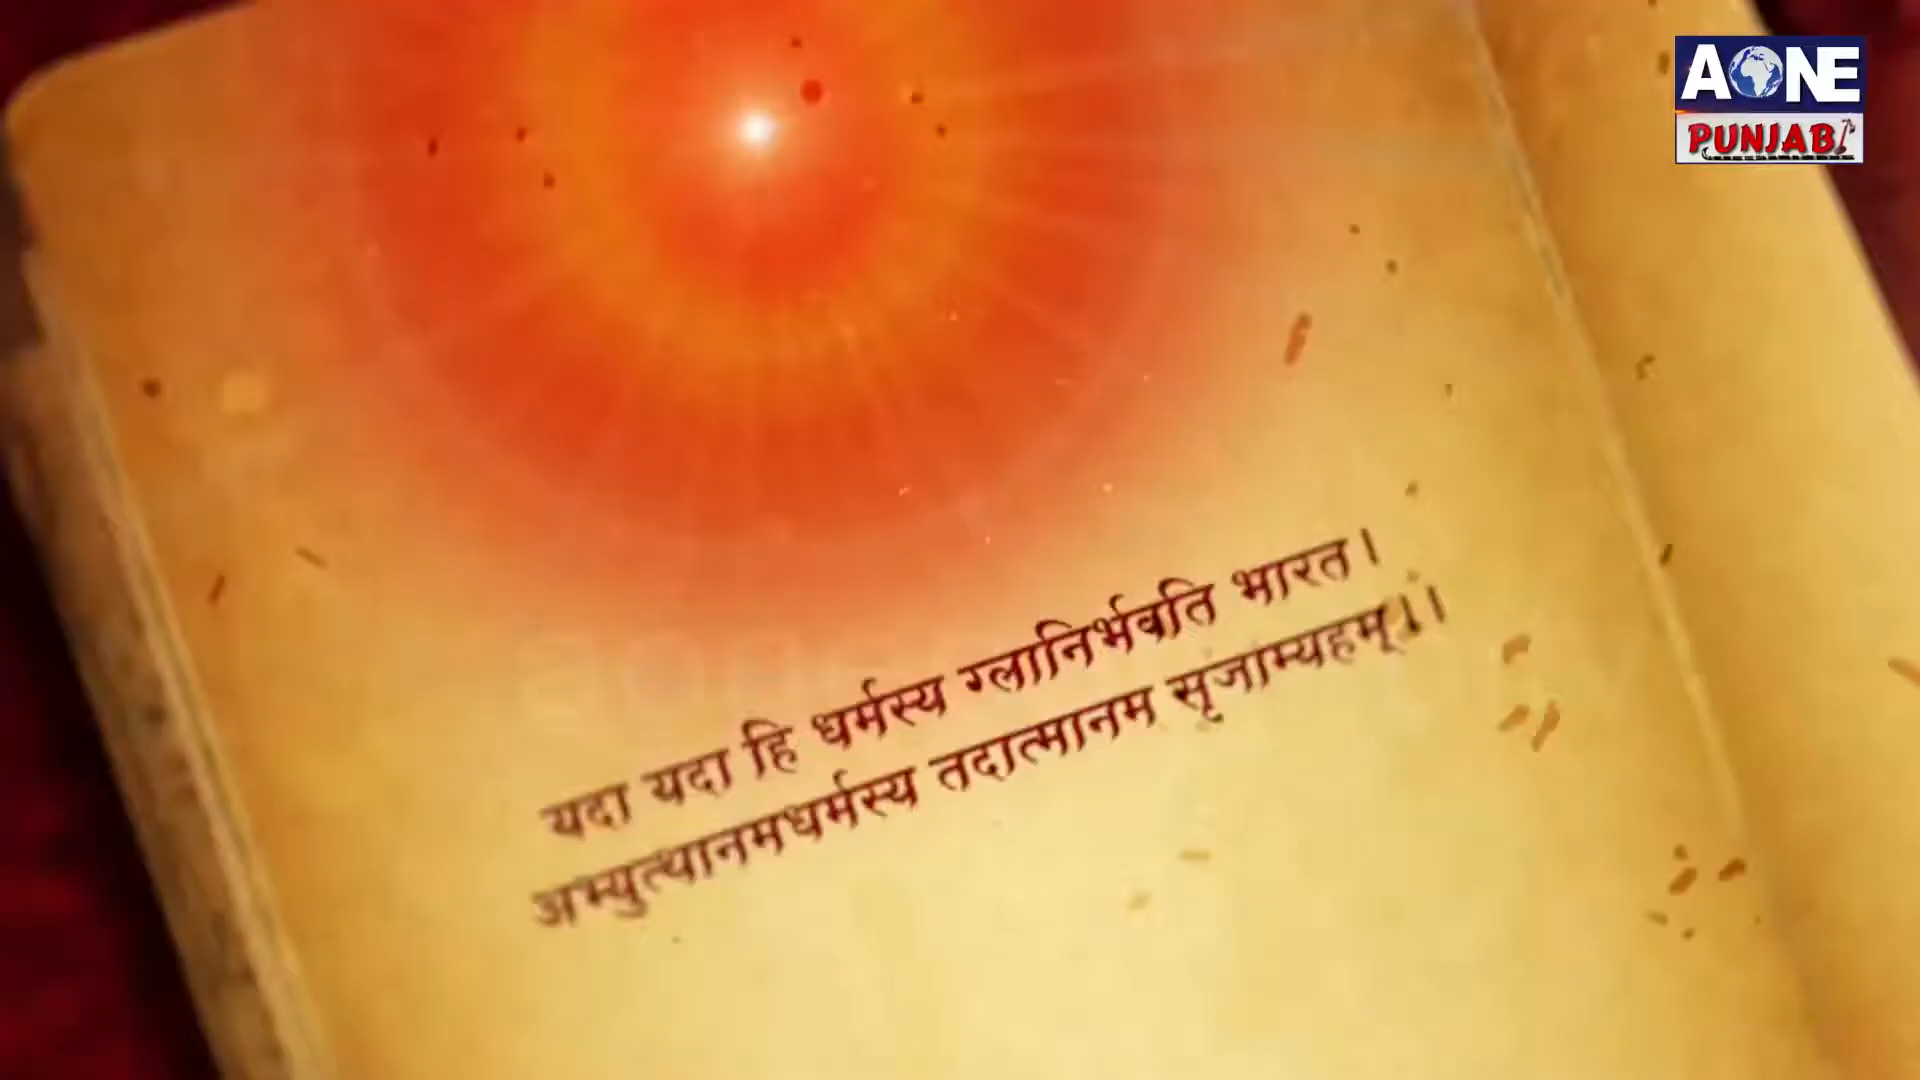 AONE
PUNJABI
यदा यदा हि धर्मस्य ग्लानिर्भवति भारत।
अभ्युत्थानमधर्मस्य तदात्मानम सृजाम्यहम्।।